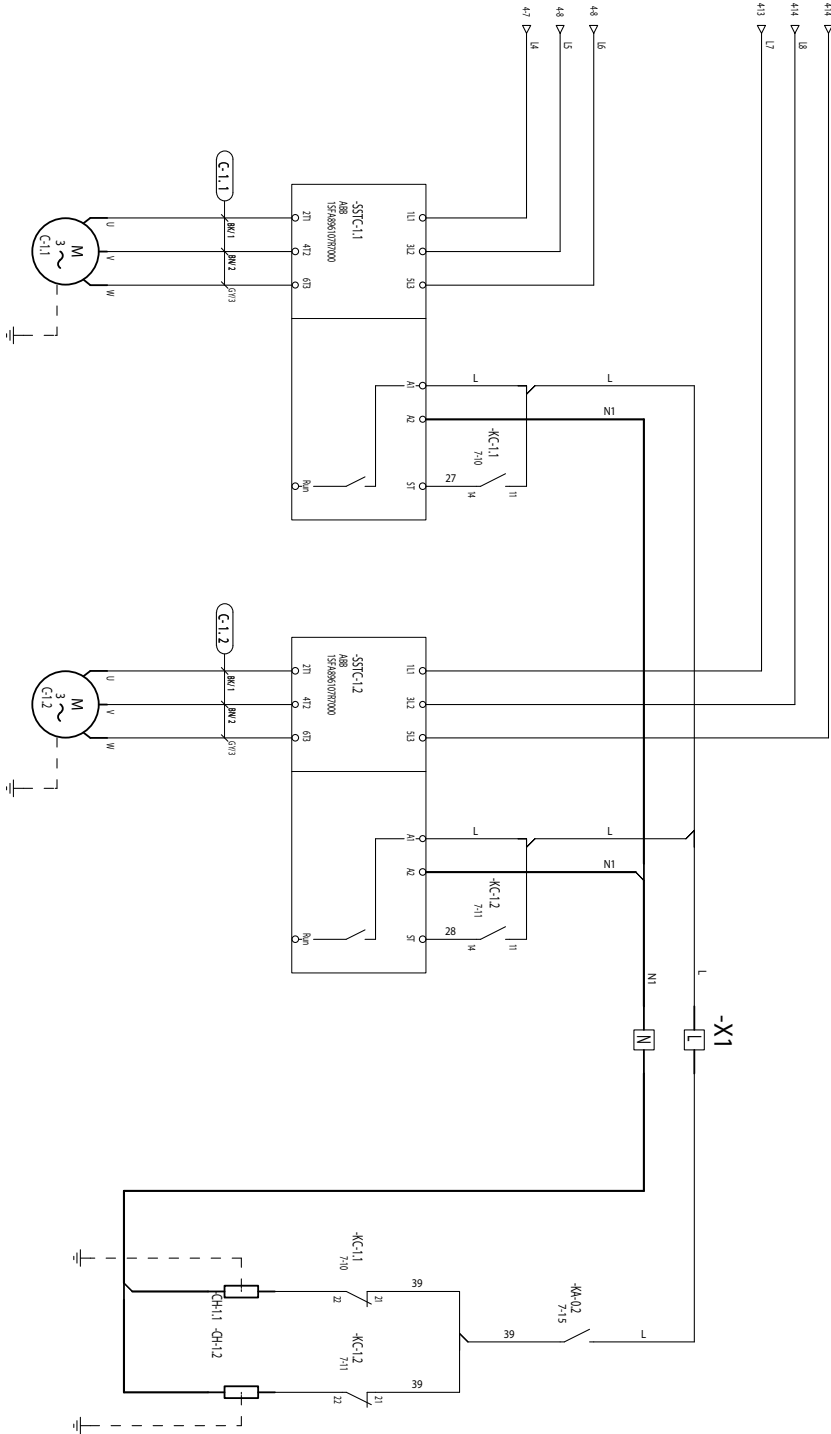 4-7
L4
4-8
L5
4-8
L6
4-13
L7
4-14
L8
4-14
C-1.1
M
3
C-1.1
U
V
W
BK/1
BN/2
GY/3
-SSTC-1.1
ABB
1SFA896107R7000
2T1
4T2
6T3
1L1
3L2
5L3
A1
A2
ST
Run
L
L
N1
-KC-1.1
7-10
27
14
11
C-1.2
M
3
C-1.2
U
V
W
BK/1
BN/2
GY/3
-SSTC-1.2
ABB
1SFA896107R7000
2T1
4T2
6T3
1L1
3L2
5L3
A1
A2
ST
Run
L
L
N1
-KC-1.2
7-11
28
14
11
N1
L
-X1
N
L
-KC-1.1
7-10
22
21
39
-CH-1.1
-CH-1.2
-KC-1.2
7-11
22
21
39
-KA-0.2
7-15
39
L